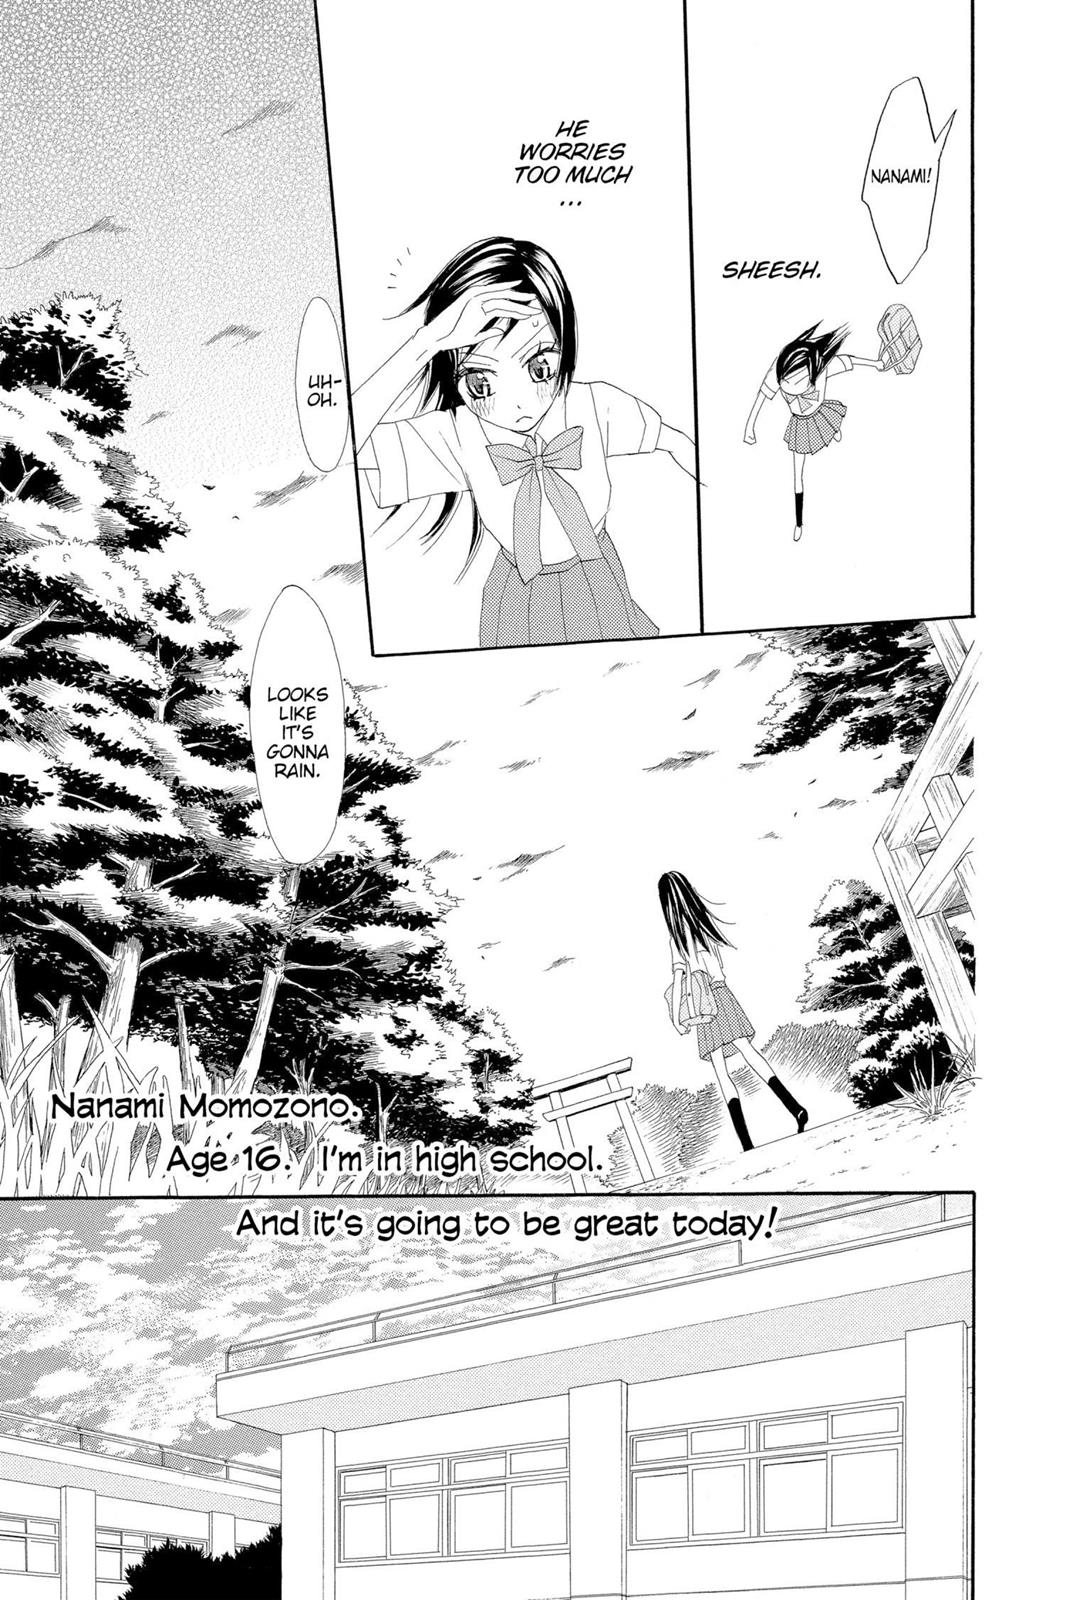 NANAMI!
SHEESH.
HE
WORRIES
TOO MUCH
...
UH-
OH.
LOOKS
LIKE
IT'S
GONNA
RAIN.
Nanami Momozono.
Age 16. I'm in high school.
And it's going to be great today!